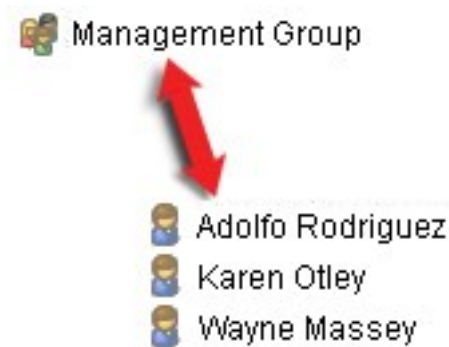 Management Group
Adolfo Rodriguez
Karen Otley
Wayne Massey